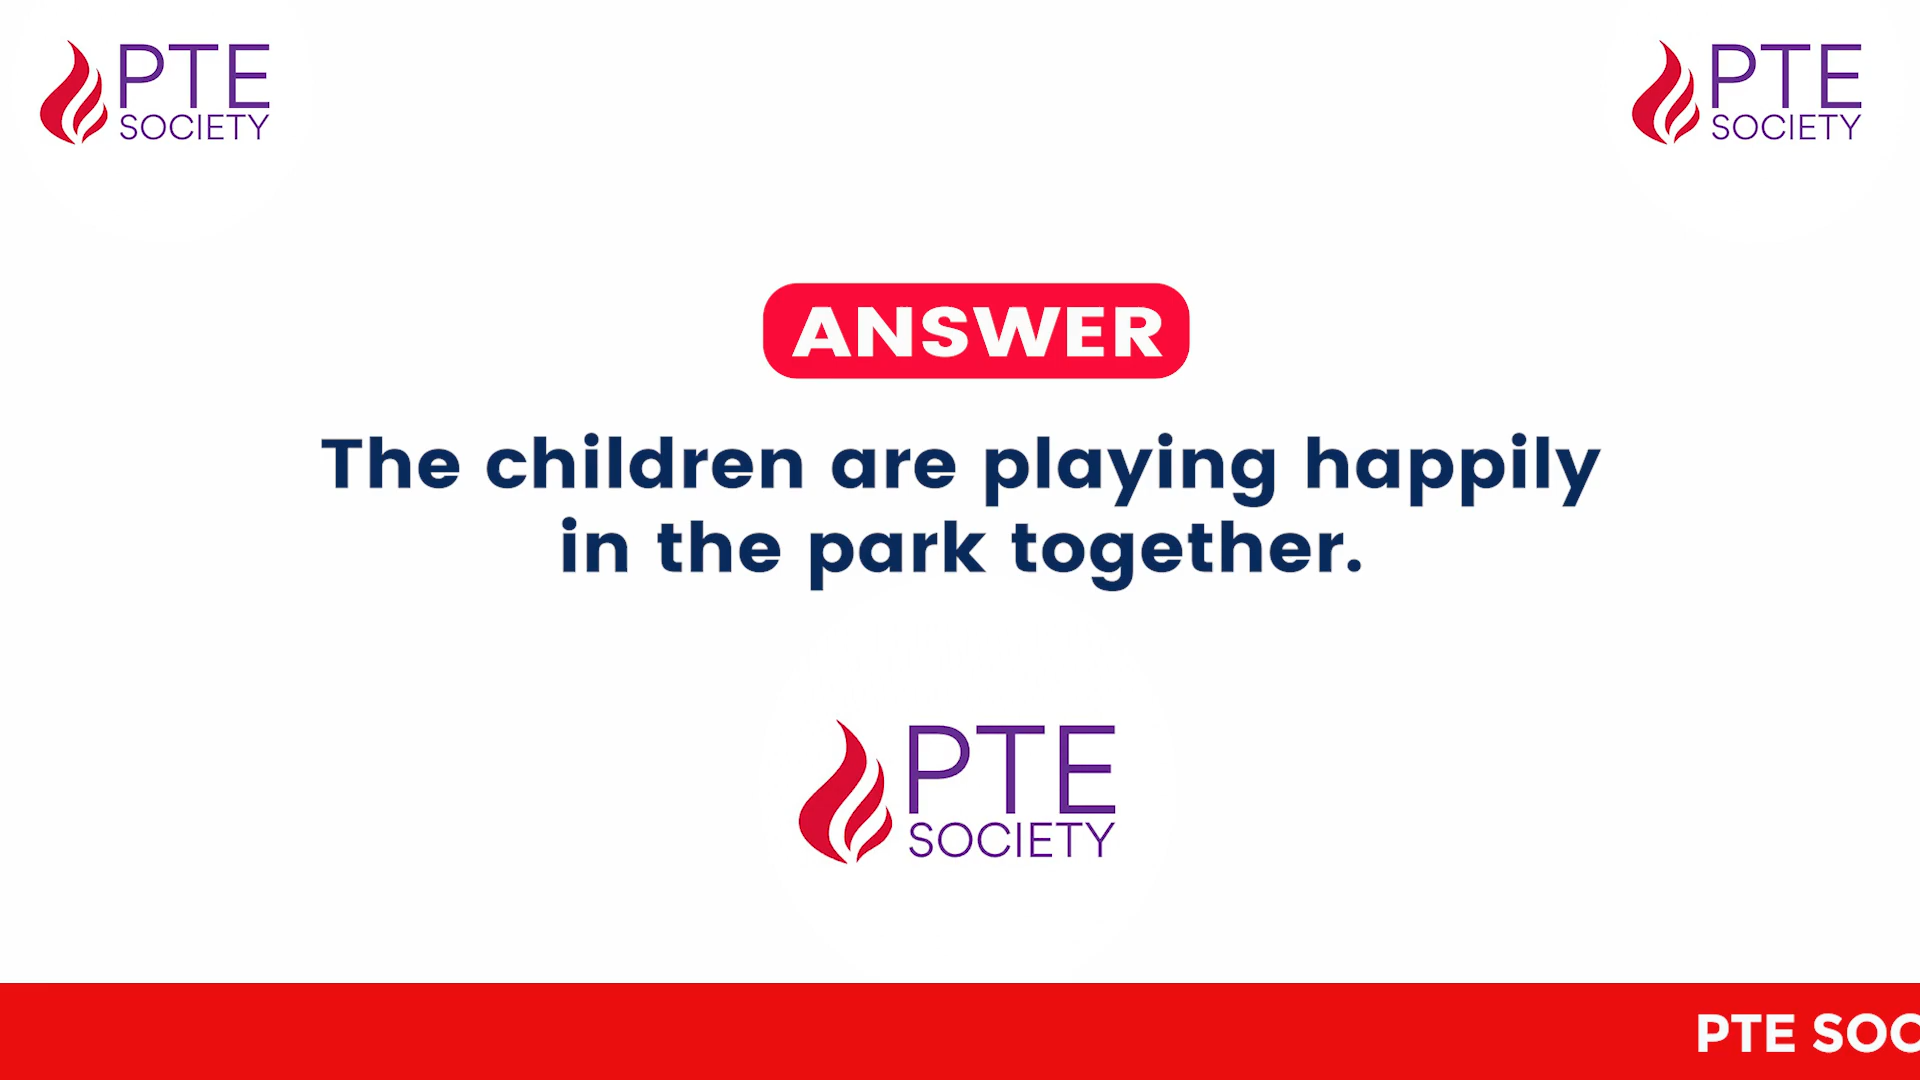 PTE
SOCIETY
PTE
SOCIETY
ANSWER
The children are playing happily
in the park together.
PTE
SOCIETY
PTE SOC